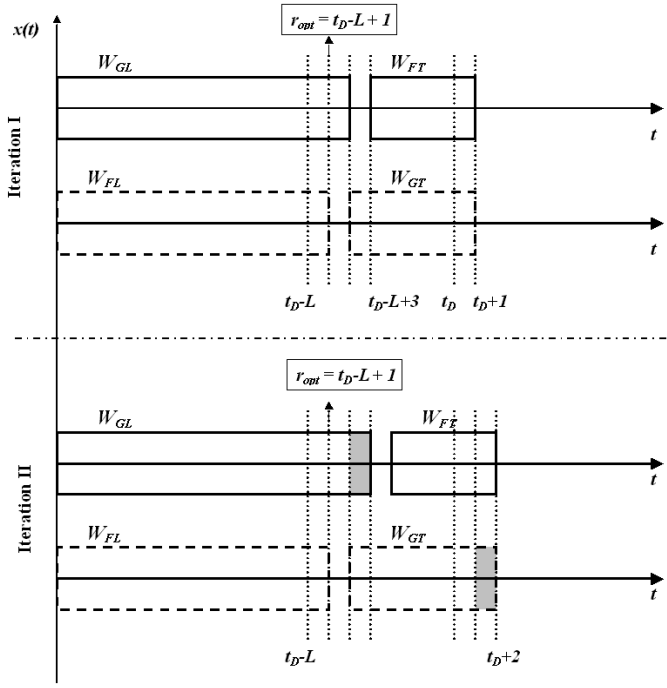 r_opt = t_D-L + 1
x(t)
W_GL W_FT
t
Iteration I
W_FL W_GT
t
t_D-L t_D-L+3 t_D t_D+1
r_opt = t_D-L + 1
W_GL W_FT
t
Iteration II
W_FL W_GT
t
t_D-L t_D+2